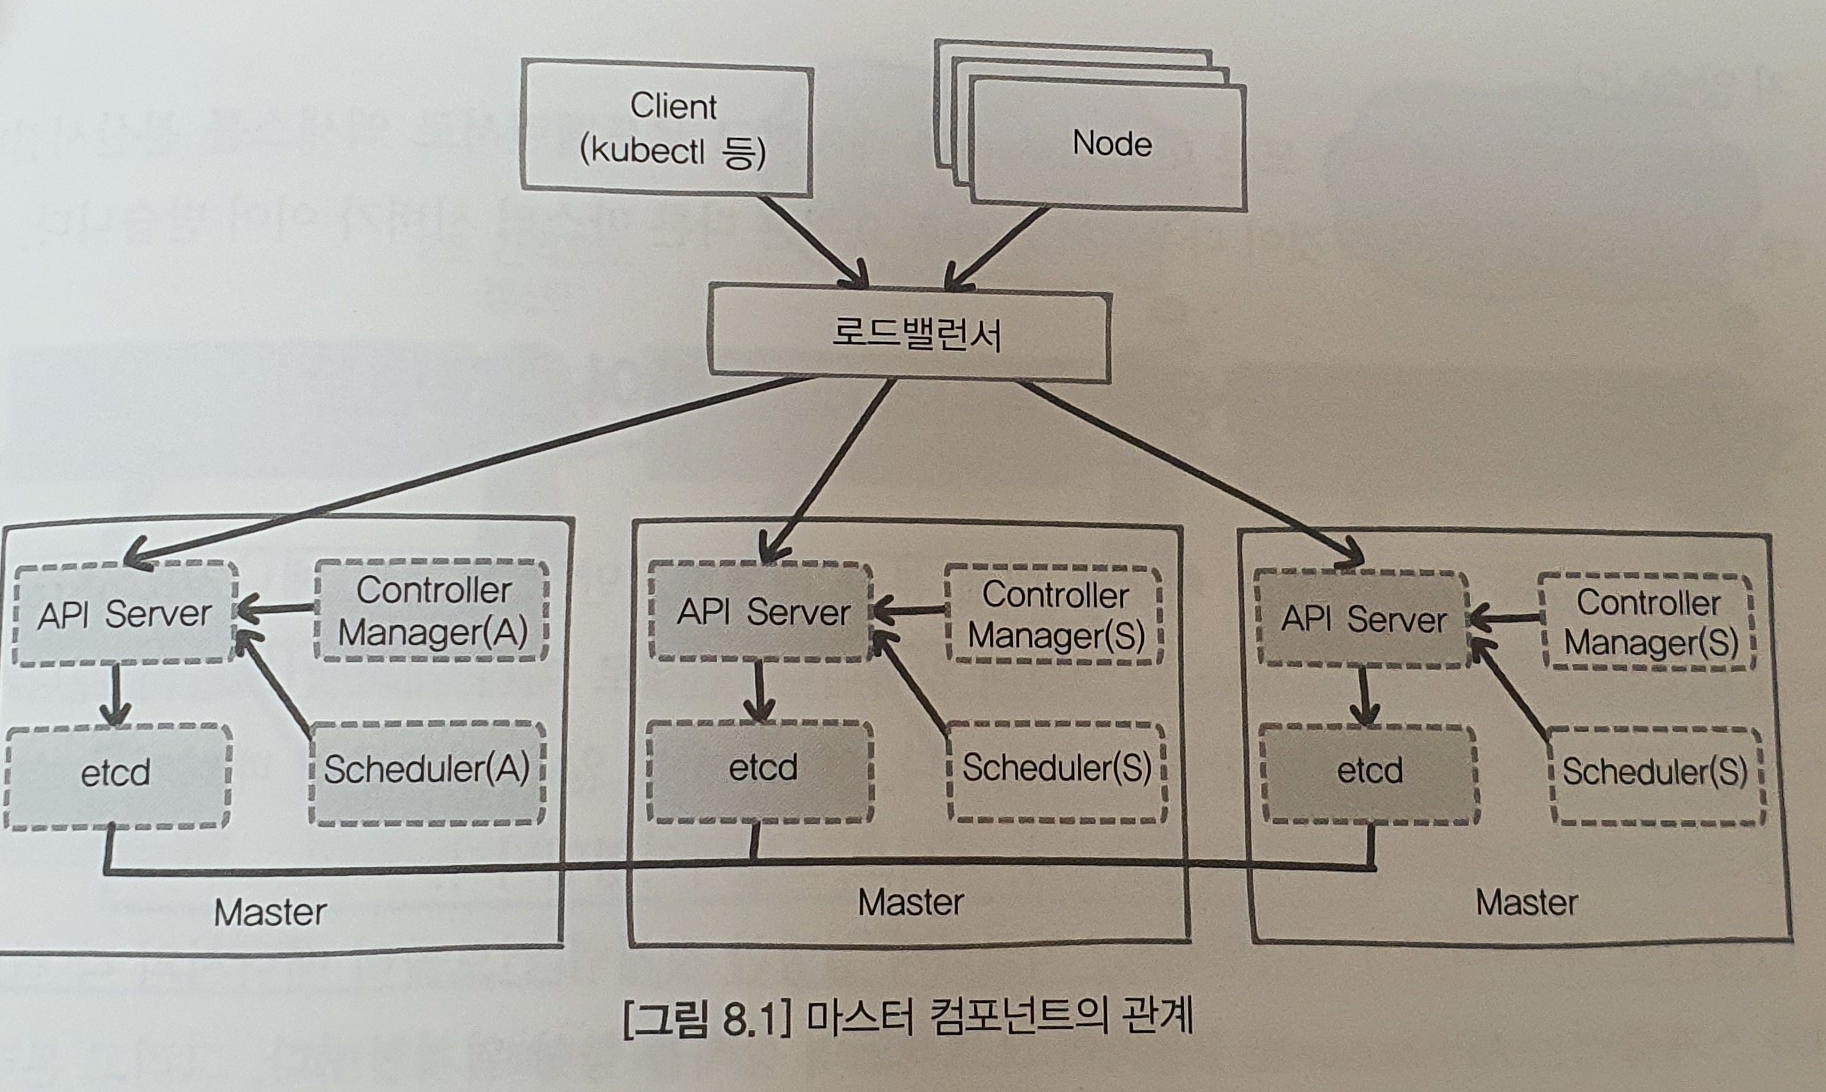 Client
(kubectl 등)
Node
로드밸런서
API Server
Controller
Manager(A)
etcd
Scheduler(A)
Master
API Server
Controller
Manager(S)
etcd
Scheduler(S)
Master
API Server
Controller
Manager(S)
etcd
Scheduler(S)
Master
[그림 8.1] 마스터 컴포넌트의 관계